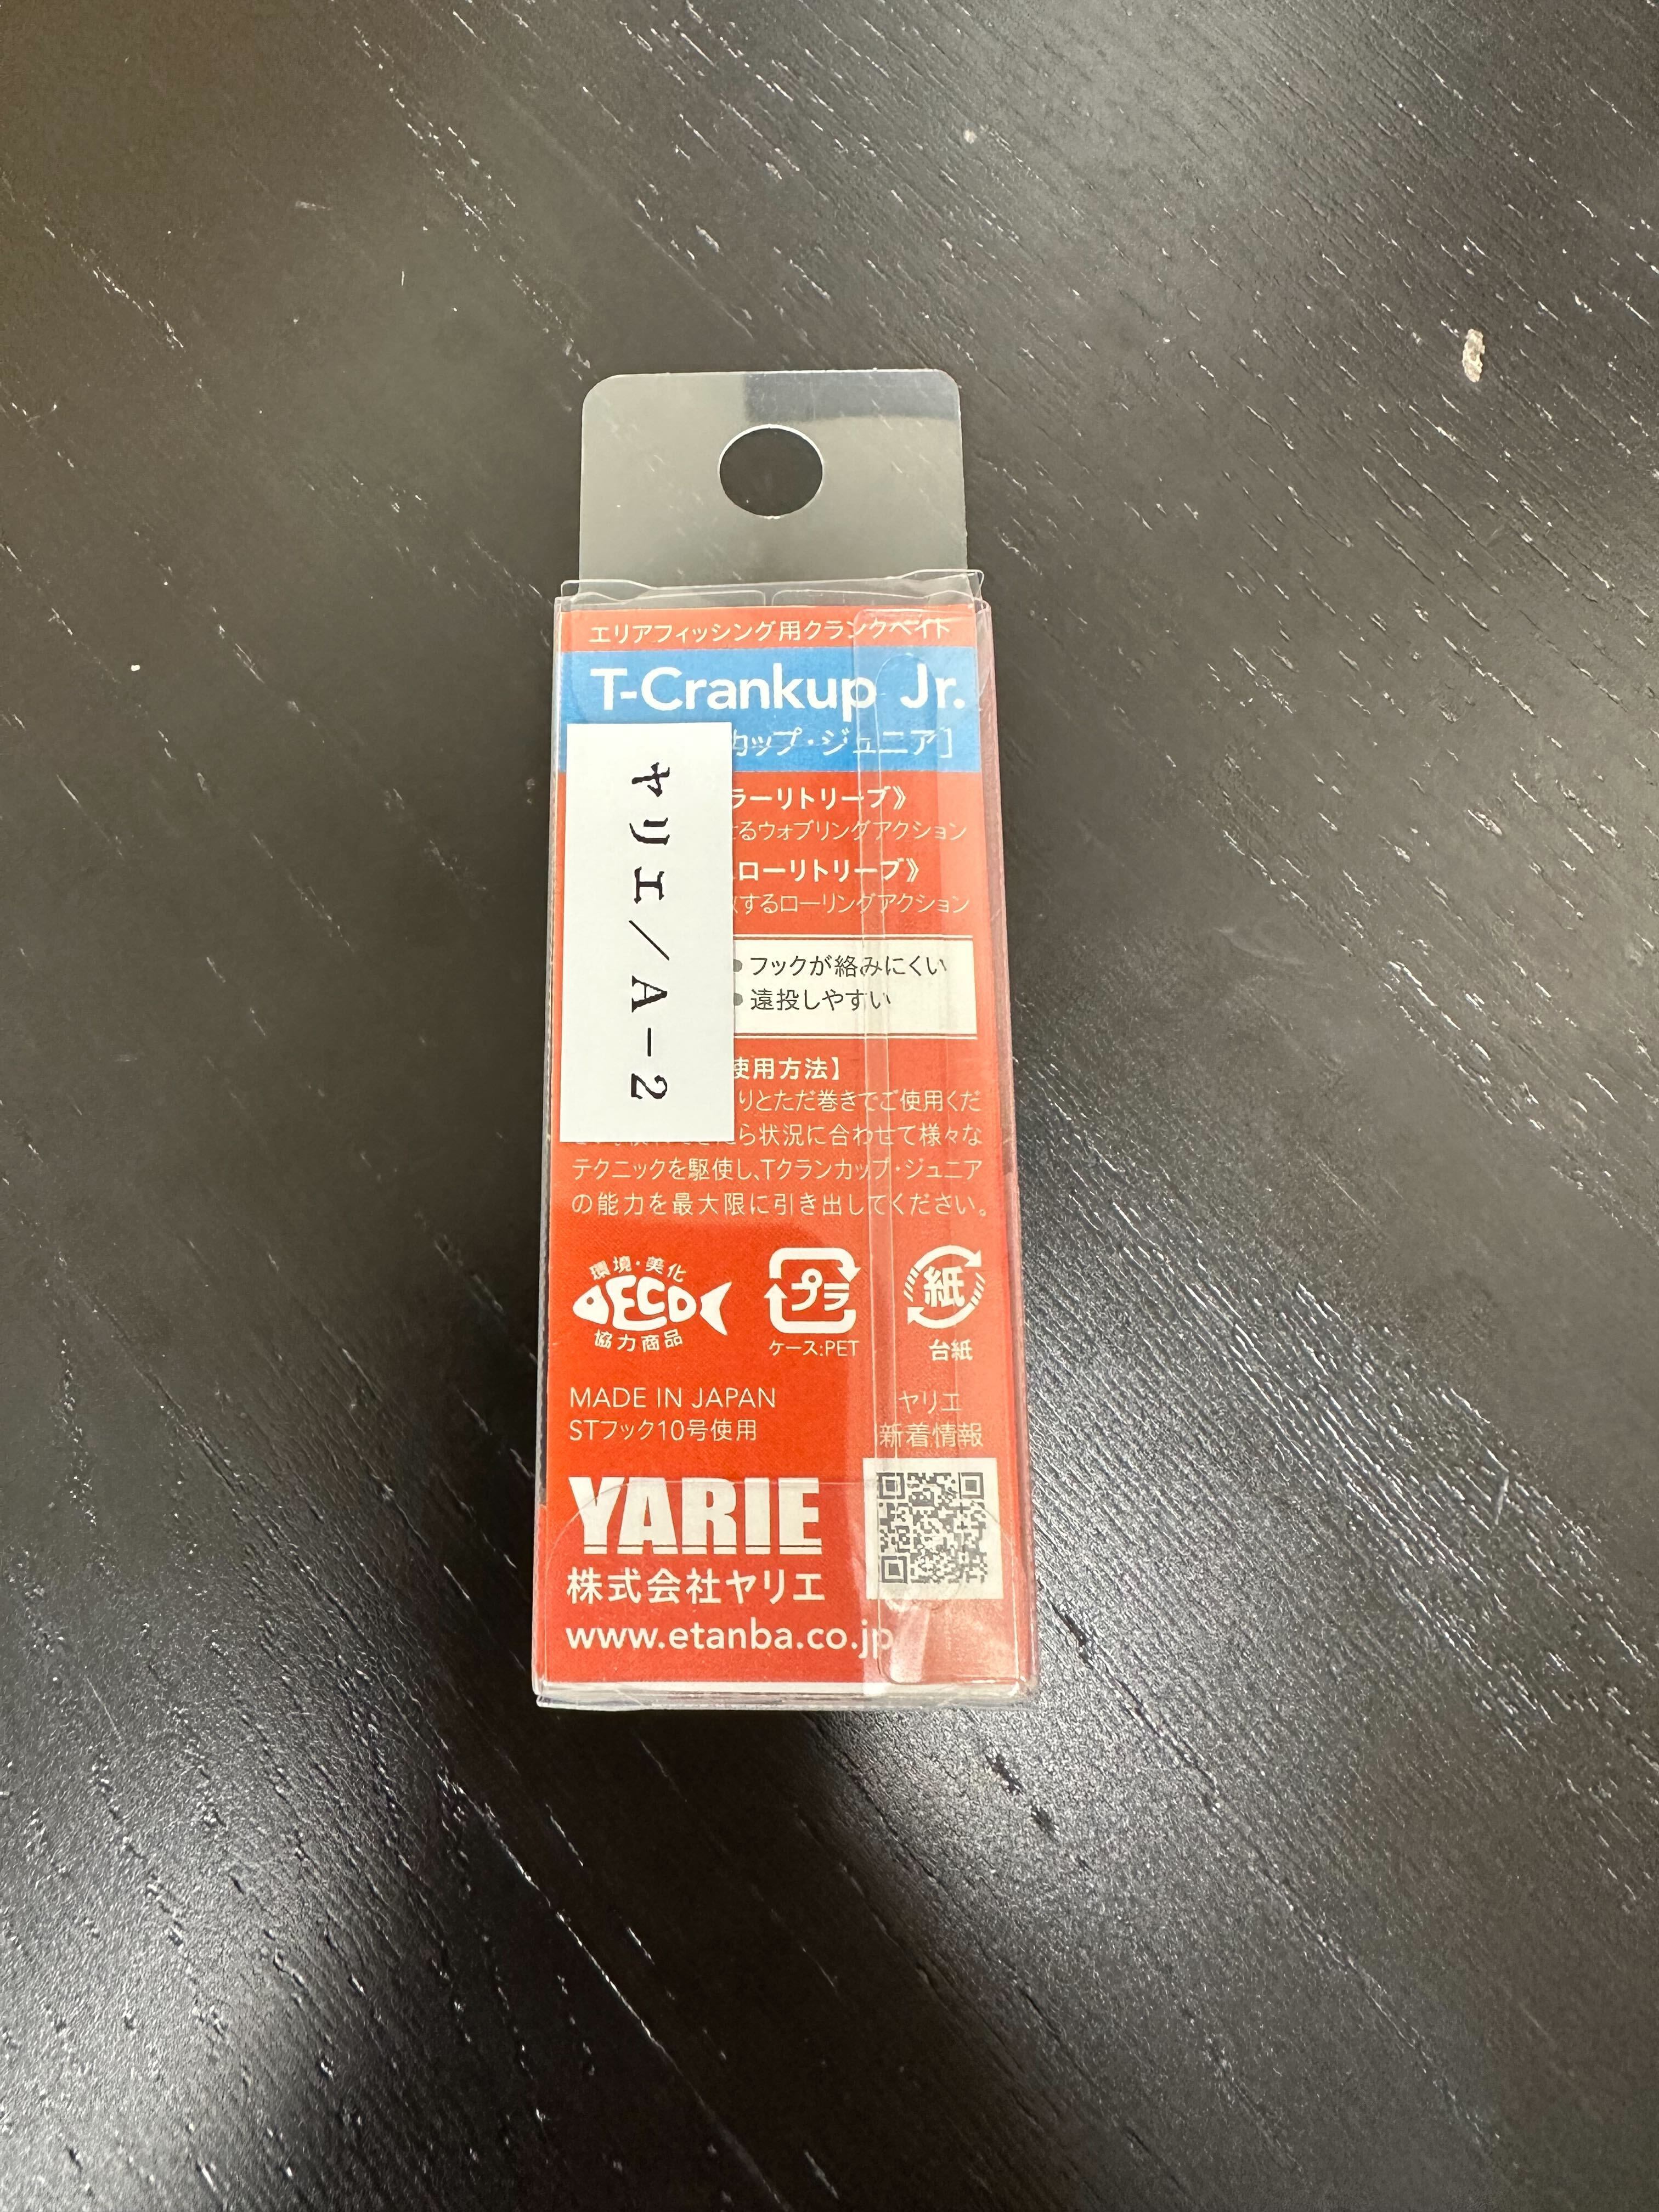 エリアフィッシング用クランクベイト
T-Crankup Jr.
カップ・ジュニア]
ヤリエ／A-2
ラーリトリーブ》
るウォブリングアクション
ローリトリーブ》
するローリングアクション
• フックが絡みにくい
• 遠投しやすい
使用方法】
りとただ巻きでご使用くだ
ら状況に合わせて様々な
テクニックを駆使し、Tクランカップ・ジュニア
の能力を最大限に引き出してください。
環境・美化
ECO
協力商品
プラ
ケース:PET
紙
台紙
MADE IN JAPAN
STフック10号使用
ヤリエ
新着情報
YARIE
株式会社ヤリエ
www.etanba.co.jp